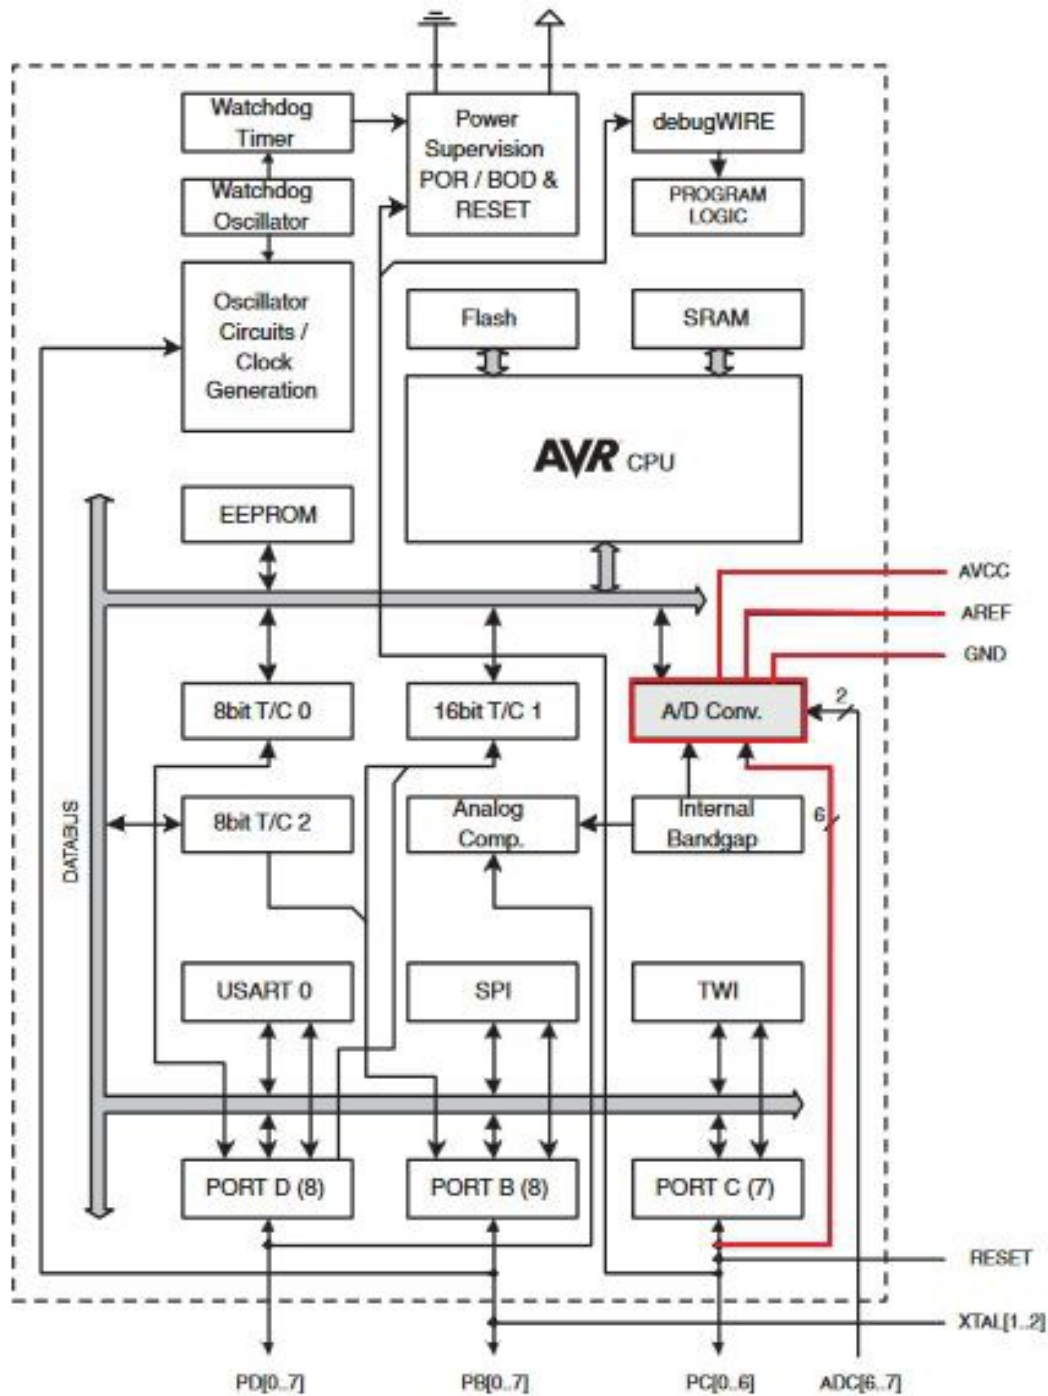 Watchdog
Timer
Power
Supervision
POR / BOD &
RESET
debugWIRE
Watchdog
Oscillator
PROGRAM
LOGIC
Oscillator
Circuits /
Clock
Generation
Flash
SRAM
AVR CPU
EEPROM
AVCC
AREF
GND
8bit T/C 0
16bit T/C 1
A/D Conv.
2
8bit T/C 2
Analog
Comp.
Internal
Bandgap
6
DATABUS
USART 0
SPI
TWI
PORT D (8)
PORT B (8)
PORT C (7)
RESET
XTAL[1..2]
PD[0..7]
PB[0..7]
PC[0..6]
ADC[6..7]